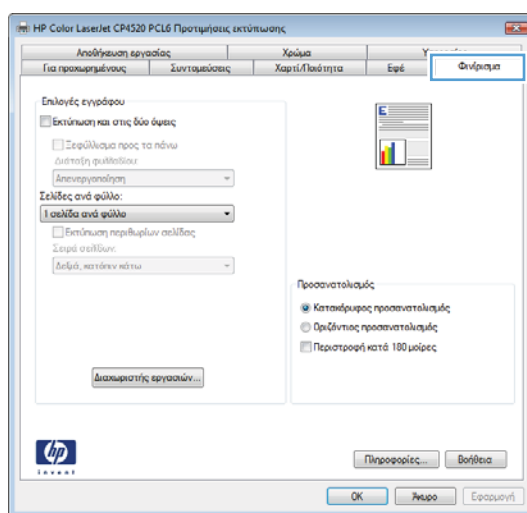 HP Color LaserJet CP4520 PCL6 Προτιμήσεις εκτύπωσης
Αποθήκευση εργασίας
Χρώμα
Για προχωρημένους
Συντομεύσεις
Χαρτί/Ποιότητα
Εφέ
Φινίρισμα
Επιλογές εγγράφου
Εκτύπωση και στις δύο όψεις
Ξεφύλλισμα προς τα πάνω
Διάταξη φυλλαδίου:
Απενεργοποίηση
Σελίδες ανά φύλλο:
1 σελίδα ανά φύλλο
Εκτύπωση περιθωρίων σελίδας
Σειρά σελίδων:
Δεξιά, κατόπιν κάτω
Διαχωριστής εργασιών...
E
Προσανατολισμός
Κατακόρυφος προσανατολισμός
Οριζόντιος προσανατολισμός
Περιστροφή κατά 180 μοίρες
hp
invent
Πληροφορίες...
Βοήθεια
OK
Άκυρο
Εφαρμογή